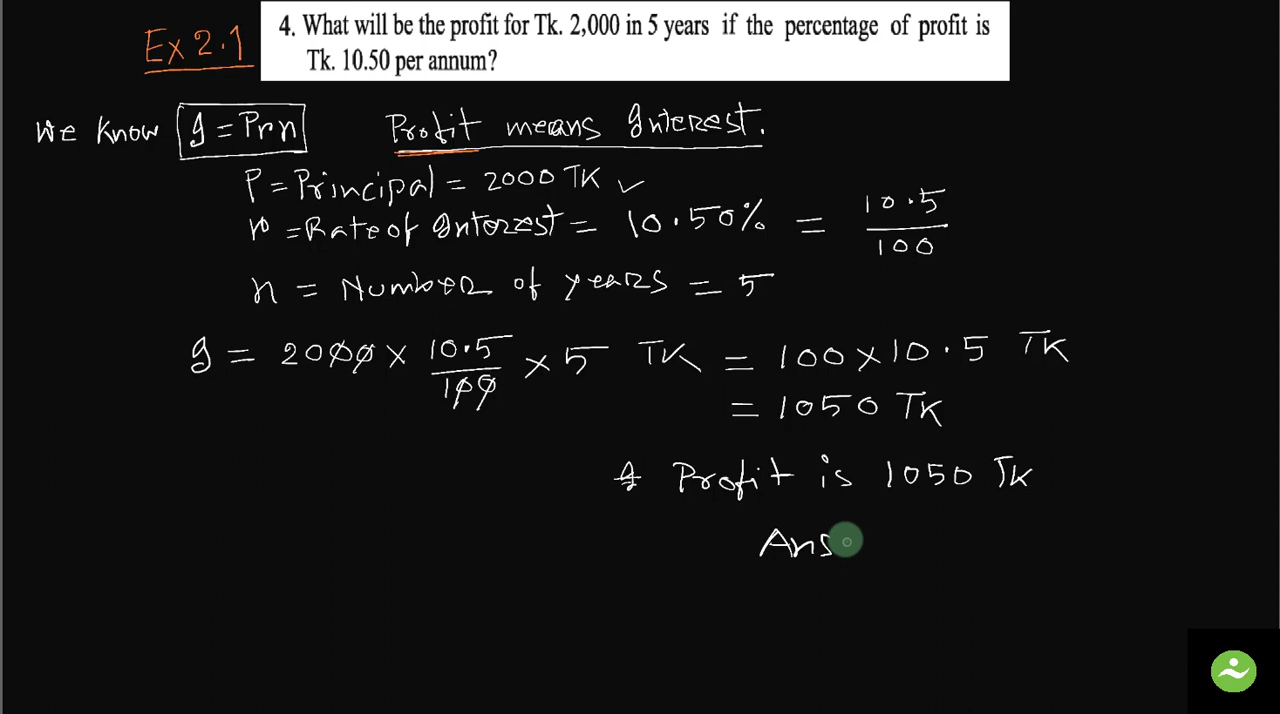 Ex 2.1
4. What will be the profit for Tk. 2,000 in 5 years if the percentage of profit is
Tk. 10.50 per annum?
We know I = Prn Profit means Interest.
P = Principal = 2000 TK ✓
r = Rate of Interest = 10.50% = 10.5/100
n = Number of years = 5
I = 2000 × 10.5/100 × 5 TK = 100 × 10.5 TK
= 1050 TK
Profit is 1050 TK
Ans